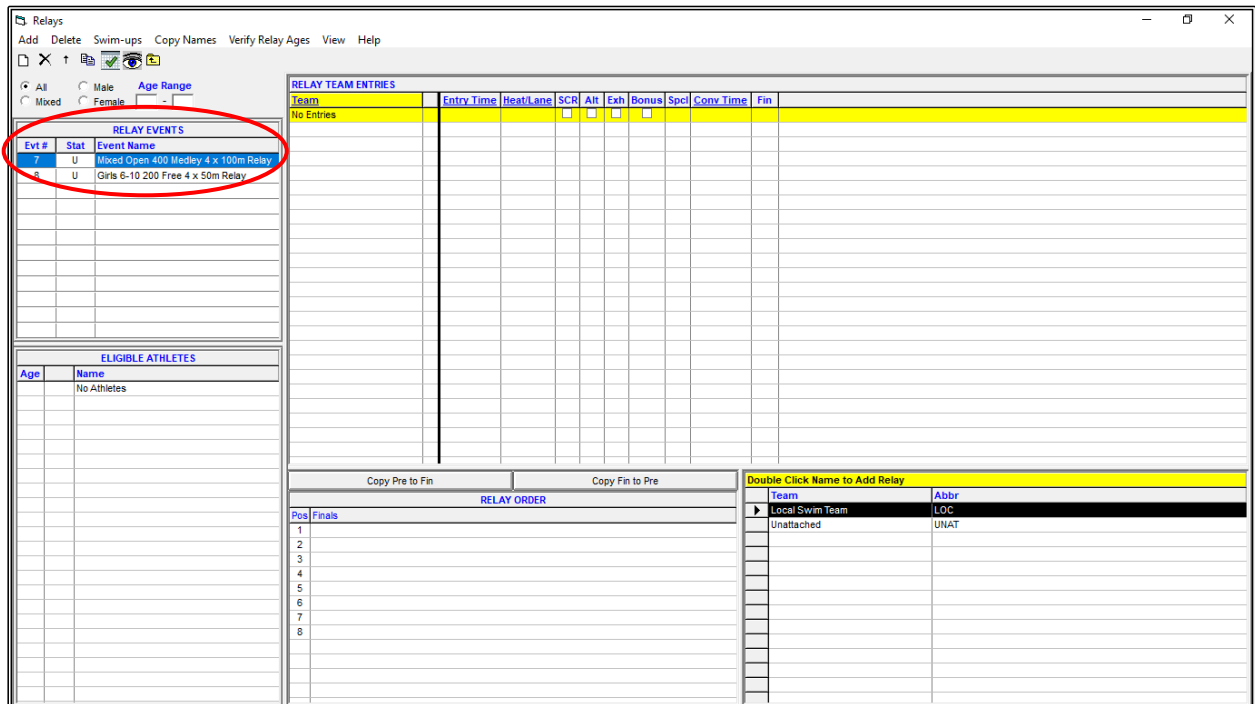 Relays
Add Delete Swim-ups Copy Names Verify Relay Ages View Help
All Male Age Range
Mixed Female -
RELAY EVENTS
Evt # Stat Event Name
7 U Mixed Open 400 Medley 4 x 100m Relay
8 U Girls 6-10 200 Free 4 x 50m Relay
ELIGIBLE ATHLETES
Age Name
No Athletes
RELAY TEAM ENTRIES
Team Entry Time Heat/Lane SCR Alt Exh Bonus Spcl Conv Time Fin
No Entries
Copy Pre to Fin Copy Fin to Pre
RELAY ORDER
Pos Finals
1
2
3
4
5
6
7
8
Double Click Name to Add Relay
Team Abbr
Local Swim Team LOC
Unattached UNAT